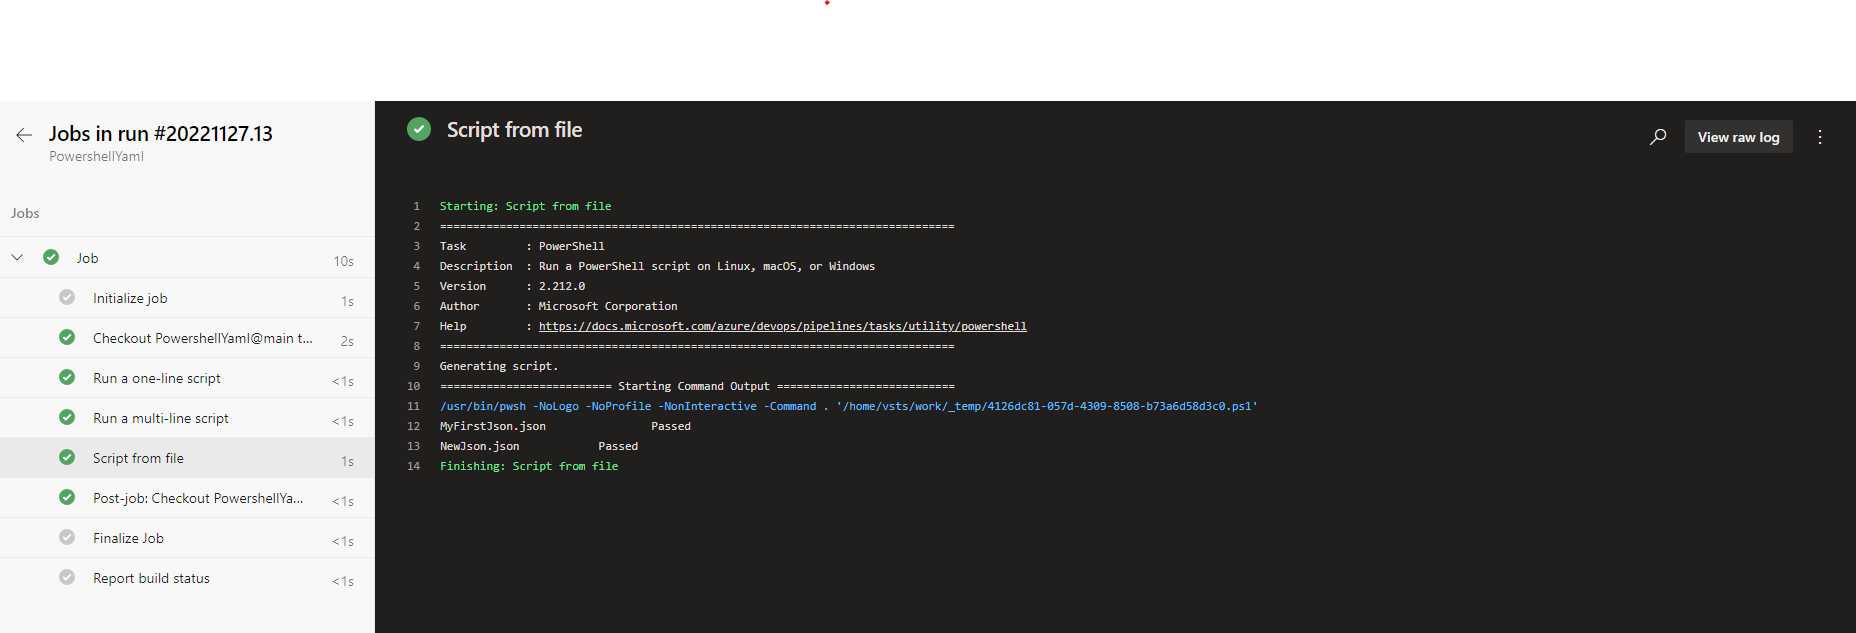 Jobs in run #20221127.13
PowershellYaml
Jobs
Job 10s
Initialize job 1s
Checkout PowershellYaml@main t... 2s
Run a one-line script <1s
Run a multi-line script <1s
Script from file 1s
Post-job: Checkout PowershellYa... <1s
Finalize Job <1s
Report build status <1s
Script from file
View raw log
1 Starting: Script from file
2 ==============================================================================
3 Task         : PowerShell
4 Description  : Run a PowerShell script on Linux, macOS, or Windows
5 Version      : 2.212.0
6 Author       : Microsoft Corporation
7 Help         : https://docs.microsoft.com/azure/devops/pipelines/tasks/utility/powershell
8 ==============================================================================
9 Generating script.
10 ========================== Starting Command Output ===========================
11 /usr/bin/pwsh -NoLogo -NoProfile -NonInteractive -Command . '/home/vsts/work/_temp/4126dc81-057d-4309-8508-b73a6d58d3c0.ps1'
12 MyFirstJson.json                Passed
13 NewJson.json            Passed
14 Finishing: Script from file